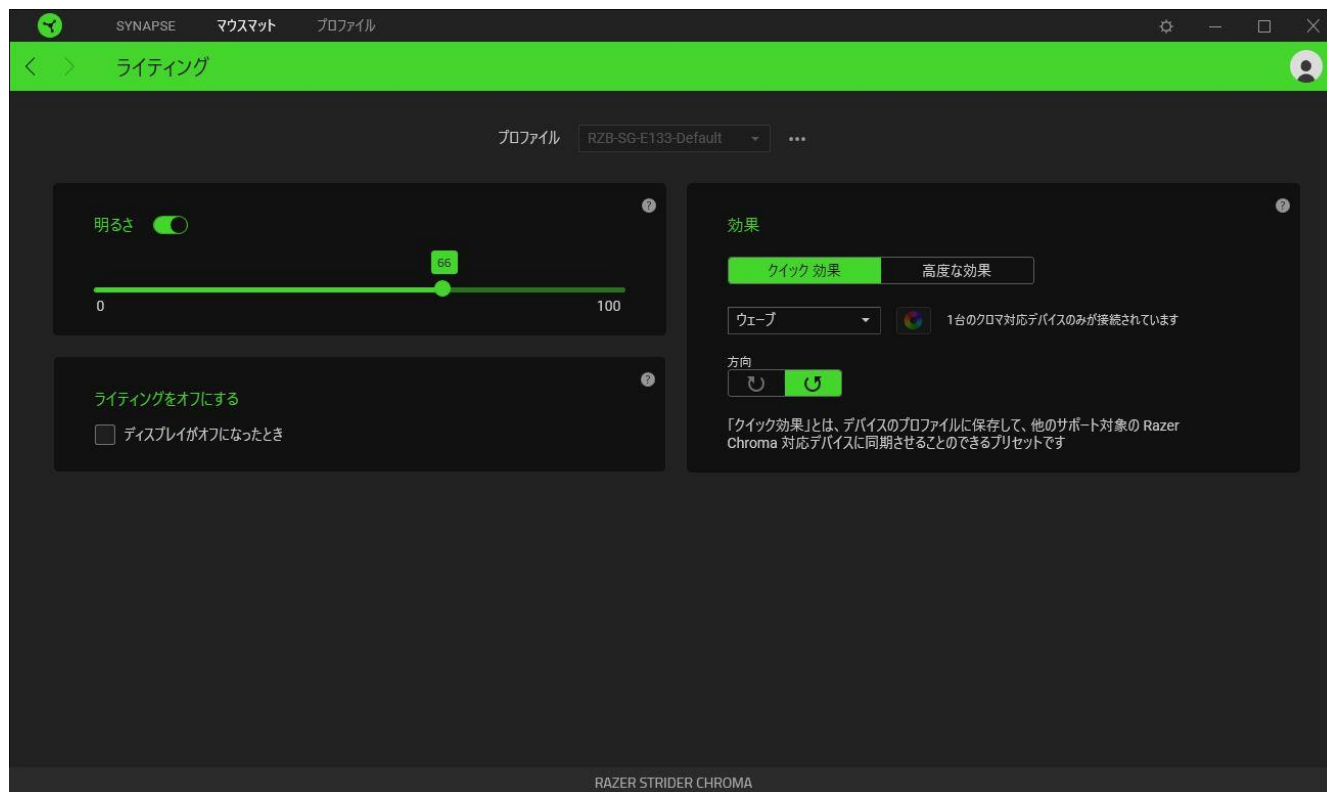 SYNAPSE マウスマット プロファイル
ライティング
プロファイル RZB-SG-E133-Default
明るさ
66
0 100
ライティングをオフにする
ディスプレイがオフになったとき
効果
クイック 効果 高度な効果
ウェーブ 1台のクロマ対応デバイスのみが接続されています
方向
「クイック効果」とは、デバイスのプロファイルに保存して、他のサポート対象の Razer
Chroma 対応デバイスに同期させることのできるプリセットです
RAZER STRIDER CHROMA